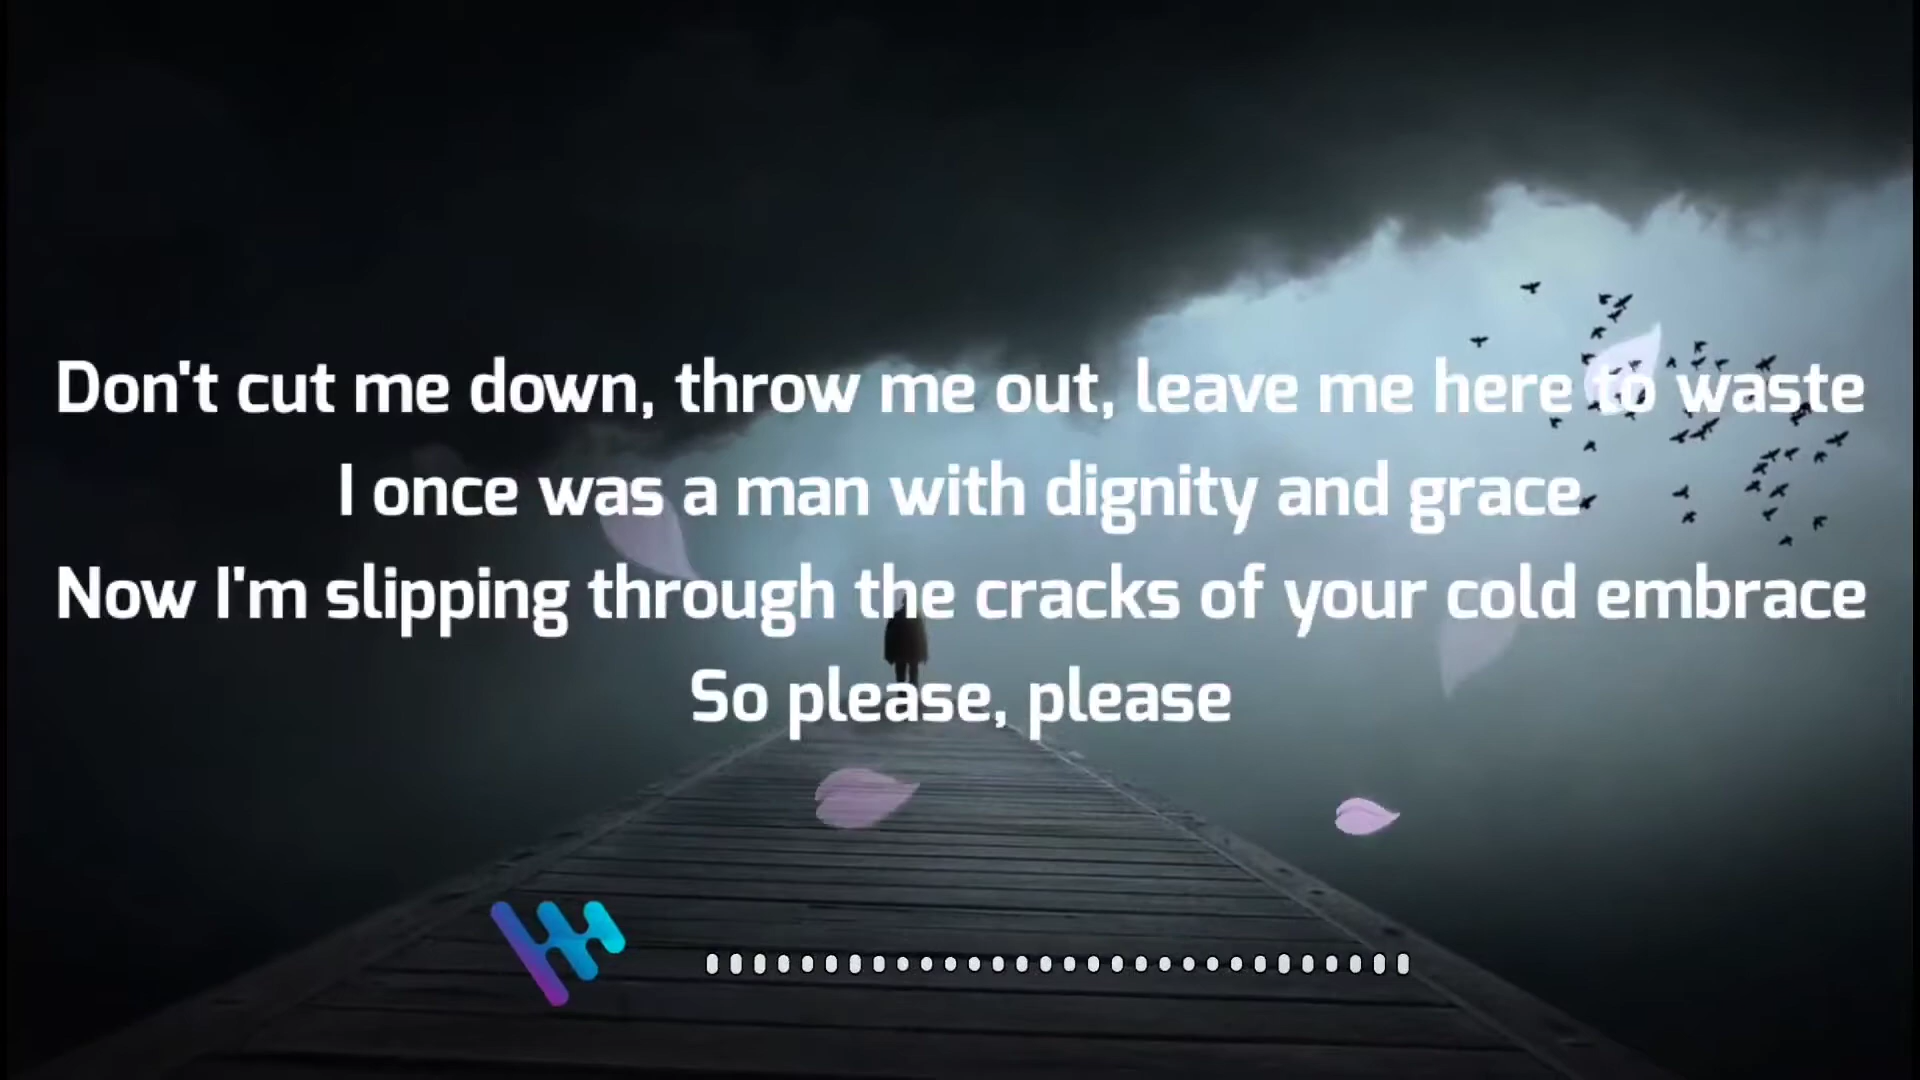 Don't cut me down, throw me out, leave me here to waste
I once was a man with dignity and grace
Now I'm slipping through the cracks of your cold embrace
So please, please